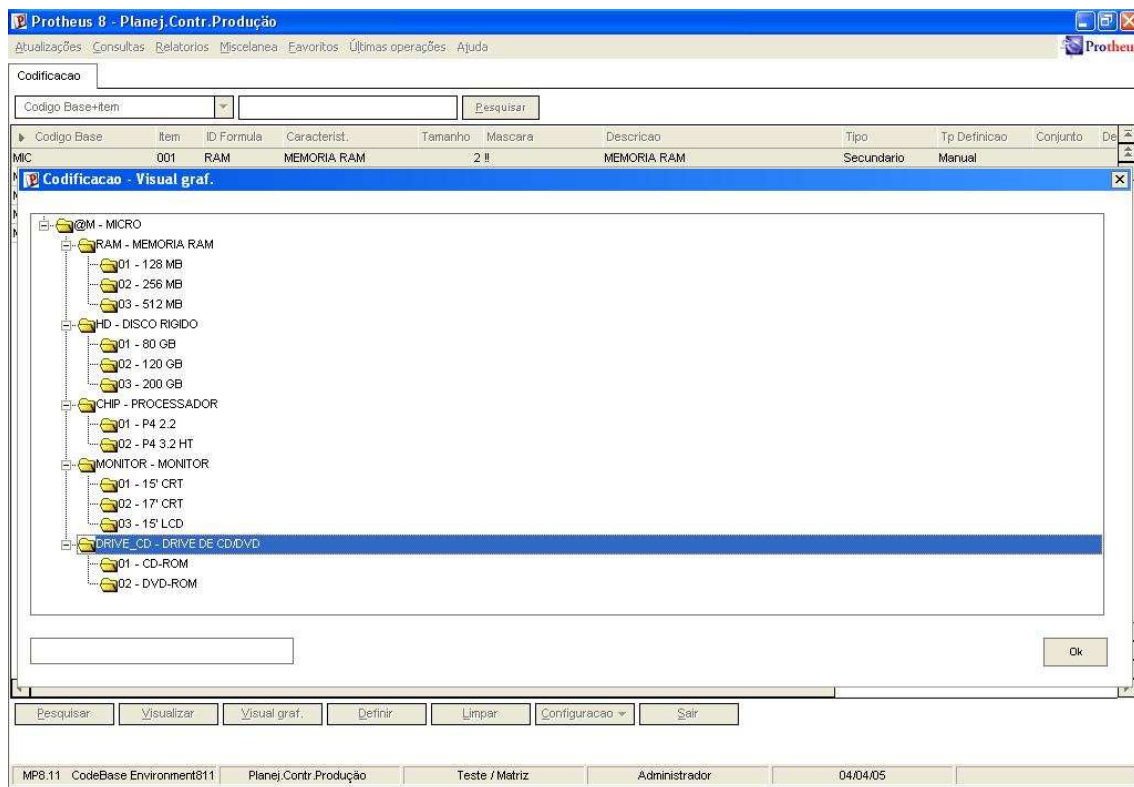 Protheus 8 - Planej.Contr.Produção
Atualizações Consultas Relatorios Miscelanea Favoritos Últimas operações Ajuda
Protheu
Codificacao
Codigo Base+item
Pesquisar
Codigo Base Item ID Formula Caracterist. Tamanho Mascara Descricao Tipo Tp Definicao Conjunto De
MIC 001 RAM MEMORIA RAM 2 !! MEMORIA RAM Secundario Manual
Codificacao - Visual graf.
@M - MICRO
RAM - MEMORIA RAM
01 - 128 MB
02 - 256 MB
03 - 512 MB
HD - DISCO RIGIDO
01 - 80 GB
02 - 120 GB
03 - 200 GB
CHIP - PROCESSADOR
01 - P4 2.2
02 - P4 3.2 HT
MONITOR - MONITOR
01 - 15' CRT
02 - 17' CRT
03 - 15' LCD
DRIVE_CD - DRIVE DE CD/DVD
01 - CD-ROM
02 - DVD-ROM
Ok
Pesquisar Visualizar Visual graf. Definir Limpar Configuracao Sair
MP8.11 CodeBase Environment811 Planej.Contr.Produção Teste / Matriz Administrador 04/04/05